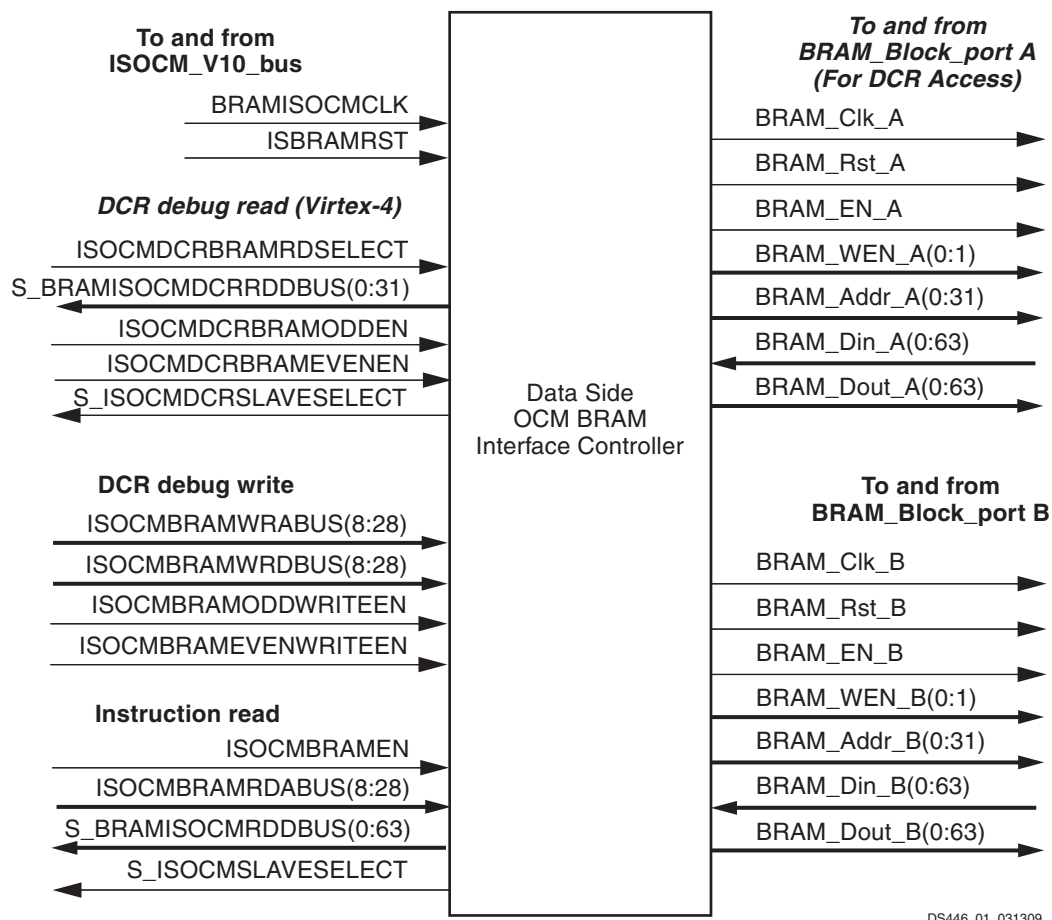 To and from
ISOCM_V10_bus
BRAMISOCMCLK
ISBRAMRST
DCR debug read (Virtex-4)
ISOCMDCRBRAMRDSELECT
S_BRAMISOCMDCRRDDBUS(0:31)
ISOCMDCRBRAMODDEN
ISOCMDCRBRAMEVENEN
S_ISOCMDCRSLAVESELECT
DCR debug write
ISOCMBRAMWRABUS(8:28)
ISOCMBRAMWRDBUS(8:28)
ISOCMBRAMODDWRITEEN
ISOCMBRAMEVENWRITEEN
Instruction read
ISOCMBRAMEN
ISOCMBRAMRDABUS(8:28)
S_BRAMISOCMRDDBUS(0:63)
S_ISOCMSLAVESELECT
Data Side
OCM BRAM
Interface Controller
To and from
BRAM_Block_port A
(For DCR Access)
BRAM_Clk_A
BRAM_Rst_A
BRAM_EN_A
BRAM_WEN_A(0:1)
BRAM_Addr_A(0:31)
BRAM_Din_A(0:63)
BRAM_Dout_A(0:63)
To and from
BRAM_Block_port B
BRAM_Clk_B
BRAM_Rst_B
BRAM_EN_B
BRAM_WEN_B(0:1)
BRAM_Addr_B(0:31)
BRAM_Din_B(0:63)
BRAM_Dout_B(0:63)
DS446_01_031309